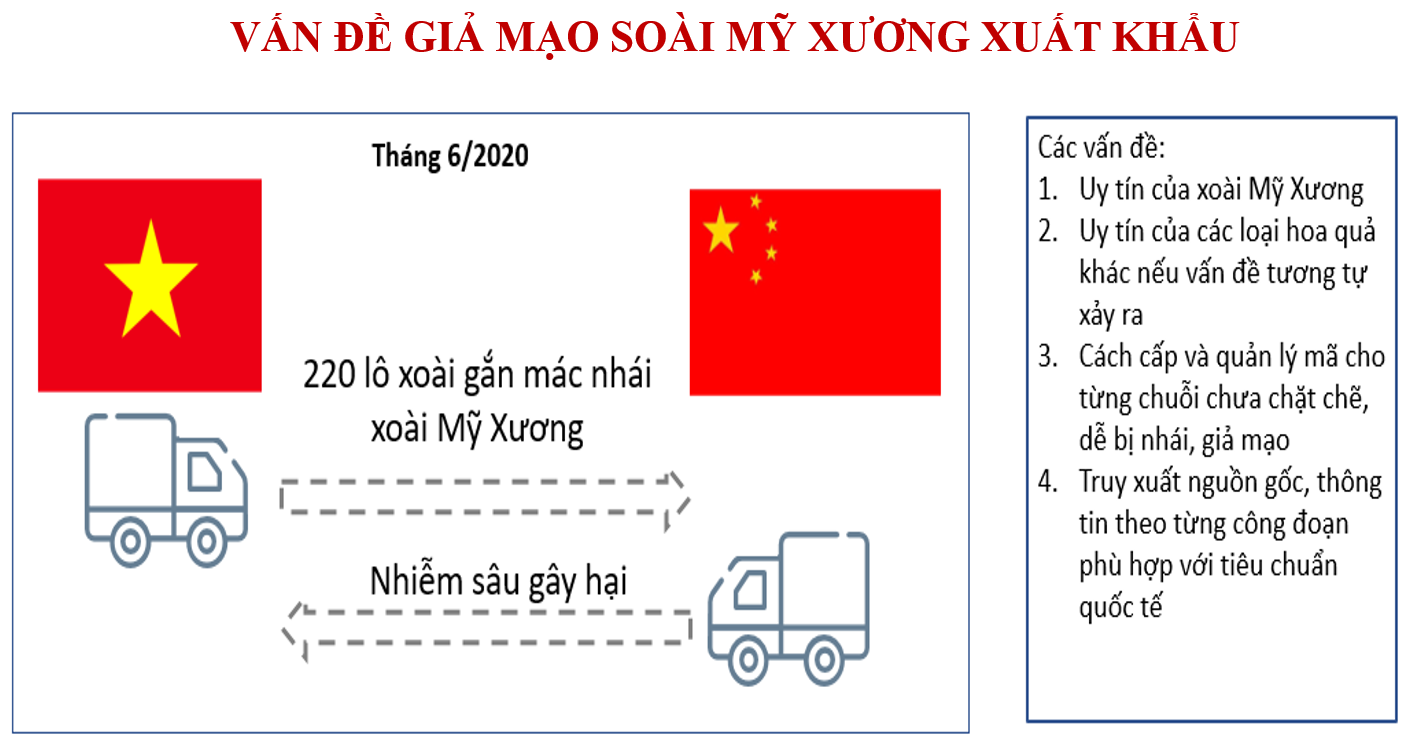 VẤN ĐỀ GIẢ MẠO SOÀI MỸ XƯƠNG XUẤT KHẨU
Tháng 6/2020
220 lô xoài gắn mác nhái
xoài Mỹ Xương
Nhiễm sâu gây hại
Các vấn đề:
1. Uy tín của xoài Mỹ Xương
2. Uy tín của các loại hoa quả
khác nếu vấn đề tương tự
xảy ra
3. Cách cấp và quản lý mã cho
từng chuỗi chưa chặt chẽ,
dễ bị nhái, giả mạo
4. Truy xuất nguồn gốc, thông
tin theo từng công đoạn
phù hợp với tiêu chuẩn
quốc tế